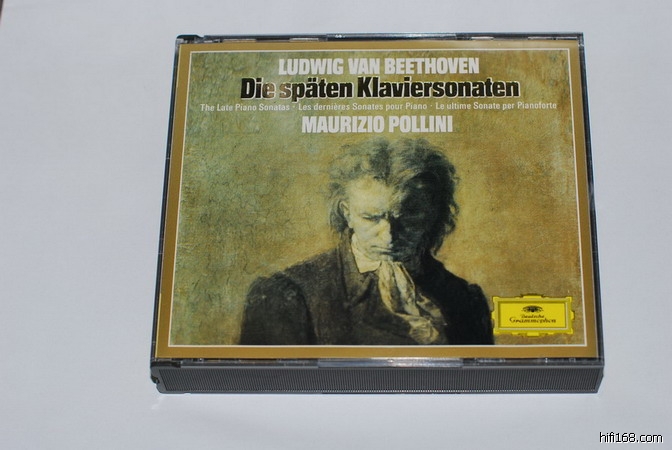 LUDWIG VAN BEETHOVEN
Die späten Klaviersonaten
The Late Piano Sonatas · Les dernières Sonates pour Piano · Le ultime Sonate per Pianoforte
MAURIZIO POLLINI
Deutsche
Grammophon
hifi168.com